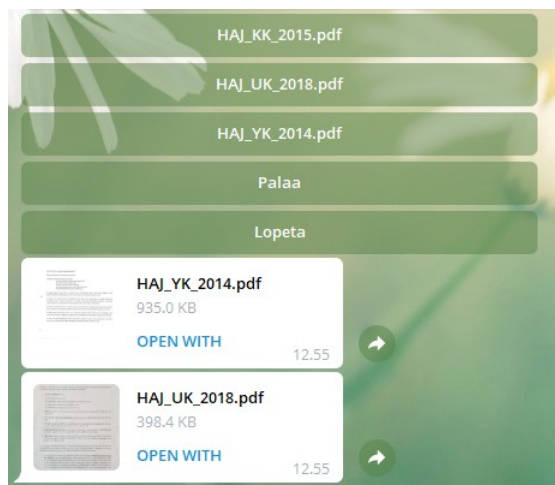 HAJ_KK_2015.pdf
HAJ_UK_2018.pdf
HAJ_YK_2014.pdf
Palaa
Lopeta
HAJ_YK_2014.pdf
935.0 KB
OPEN WITH
12.55
HAJ_UK_2018.pdf
398.4 KB
OPEN WITH
12.55